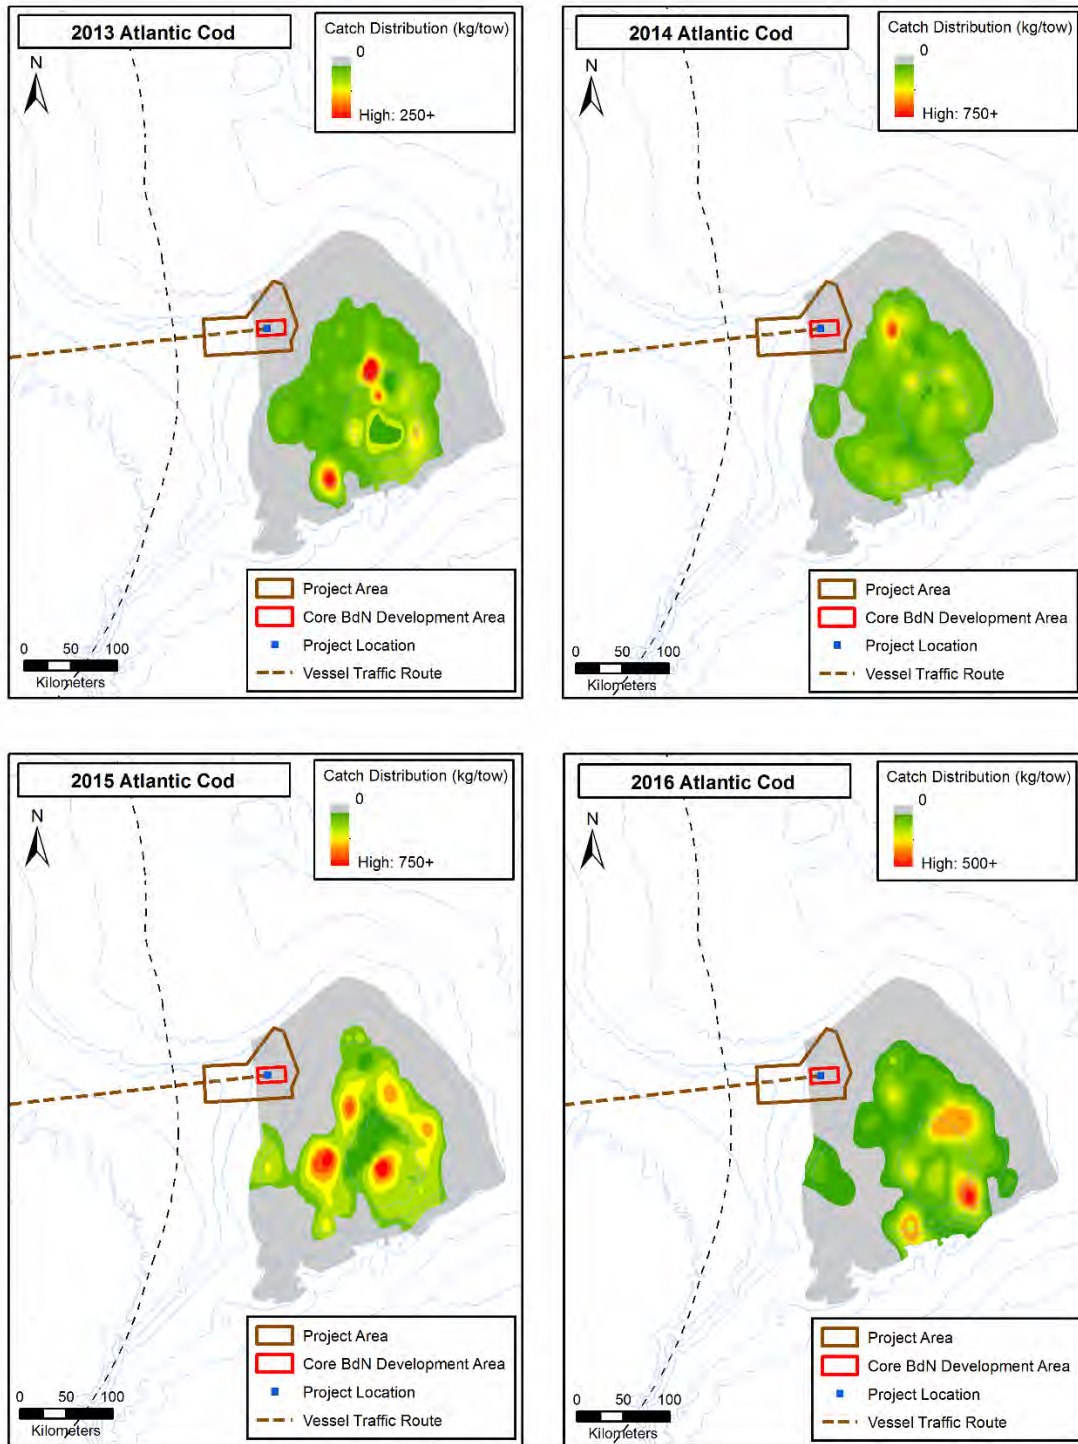 2013 Atlantic Cod
Catch Distribution (kg/tow)
0
High: 250+
N
Project Area
Core BdN Development Area
Project Location
Vessel Traffic Route
0 50 100
Kilometers
2014 Atlantic Cod
Catch Distribution (kg/tow)
0
High: 750+
N
Project Area
Core BdN Development Area
Project Location
Vessel Traffic Route
0 50 100
Kilometers
2015 Atlantic Cod
Catch Distribution (kg/tow)
0
High: 750+
N
Project Area
Core BdN Development Area
Project Location
Vessel Traffic Route
0 50 100
Kilometers
2016 Atlantic Cod
Catch Distribution (kg/tow)
0
High: 500+
N
Project Area
Core BdN Development Area
Project Location
Vessel Traffic Route
0 50 100
Kilometers